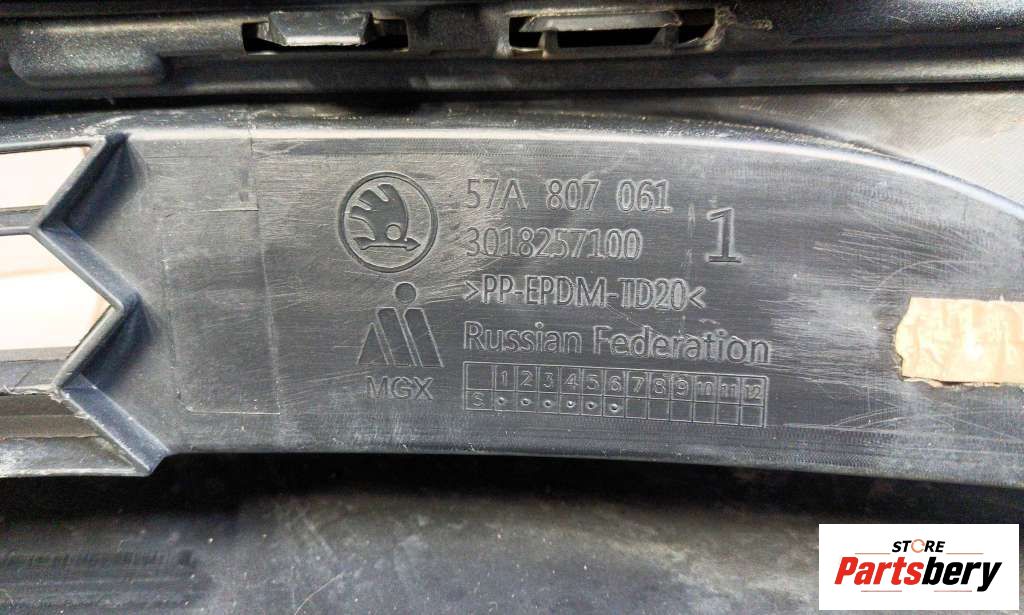 57A 807 061
3018257100
1
>PP-EPDM-TD20<
Russian Federation
MGX
1 2 3 4 5 6 7 8 9 10 11 12
S
STORE
Partsbery